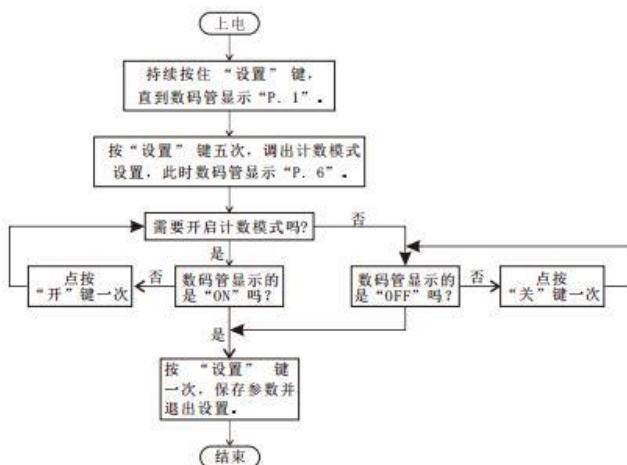 上电
持续按住“设置”键,
直到数码管显示“P. 1”。
按“设置”键五次, 调出计数模式
设置, 此时数码管显示“P. 6”。
需要开启计数模式吗?
否
是
点按
“开”键一次
否
数码管显示的
是“ON”吗?
数码管显示的
是“OFF”吗?
否
点按
“关”键一次
是
按 “设置” 键
一次, 保存参数并
退出设置。
结束